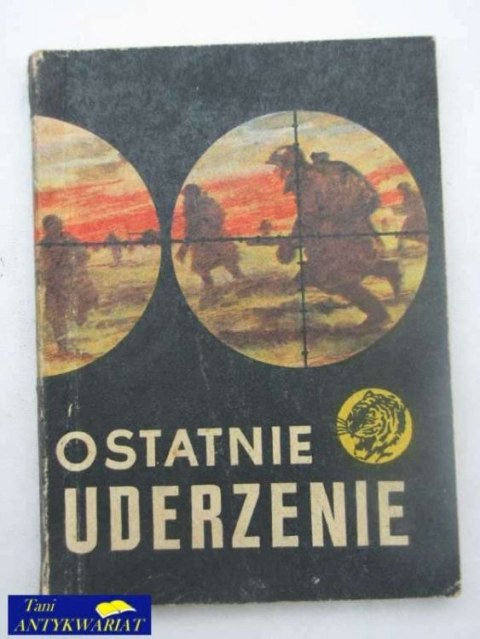 OSTATNIE
UDERZENIE
Tani
ANTYKWARIAT